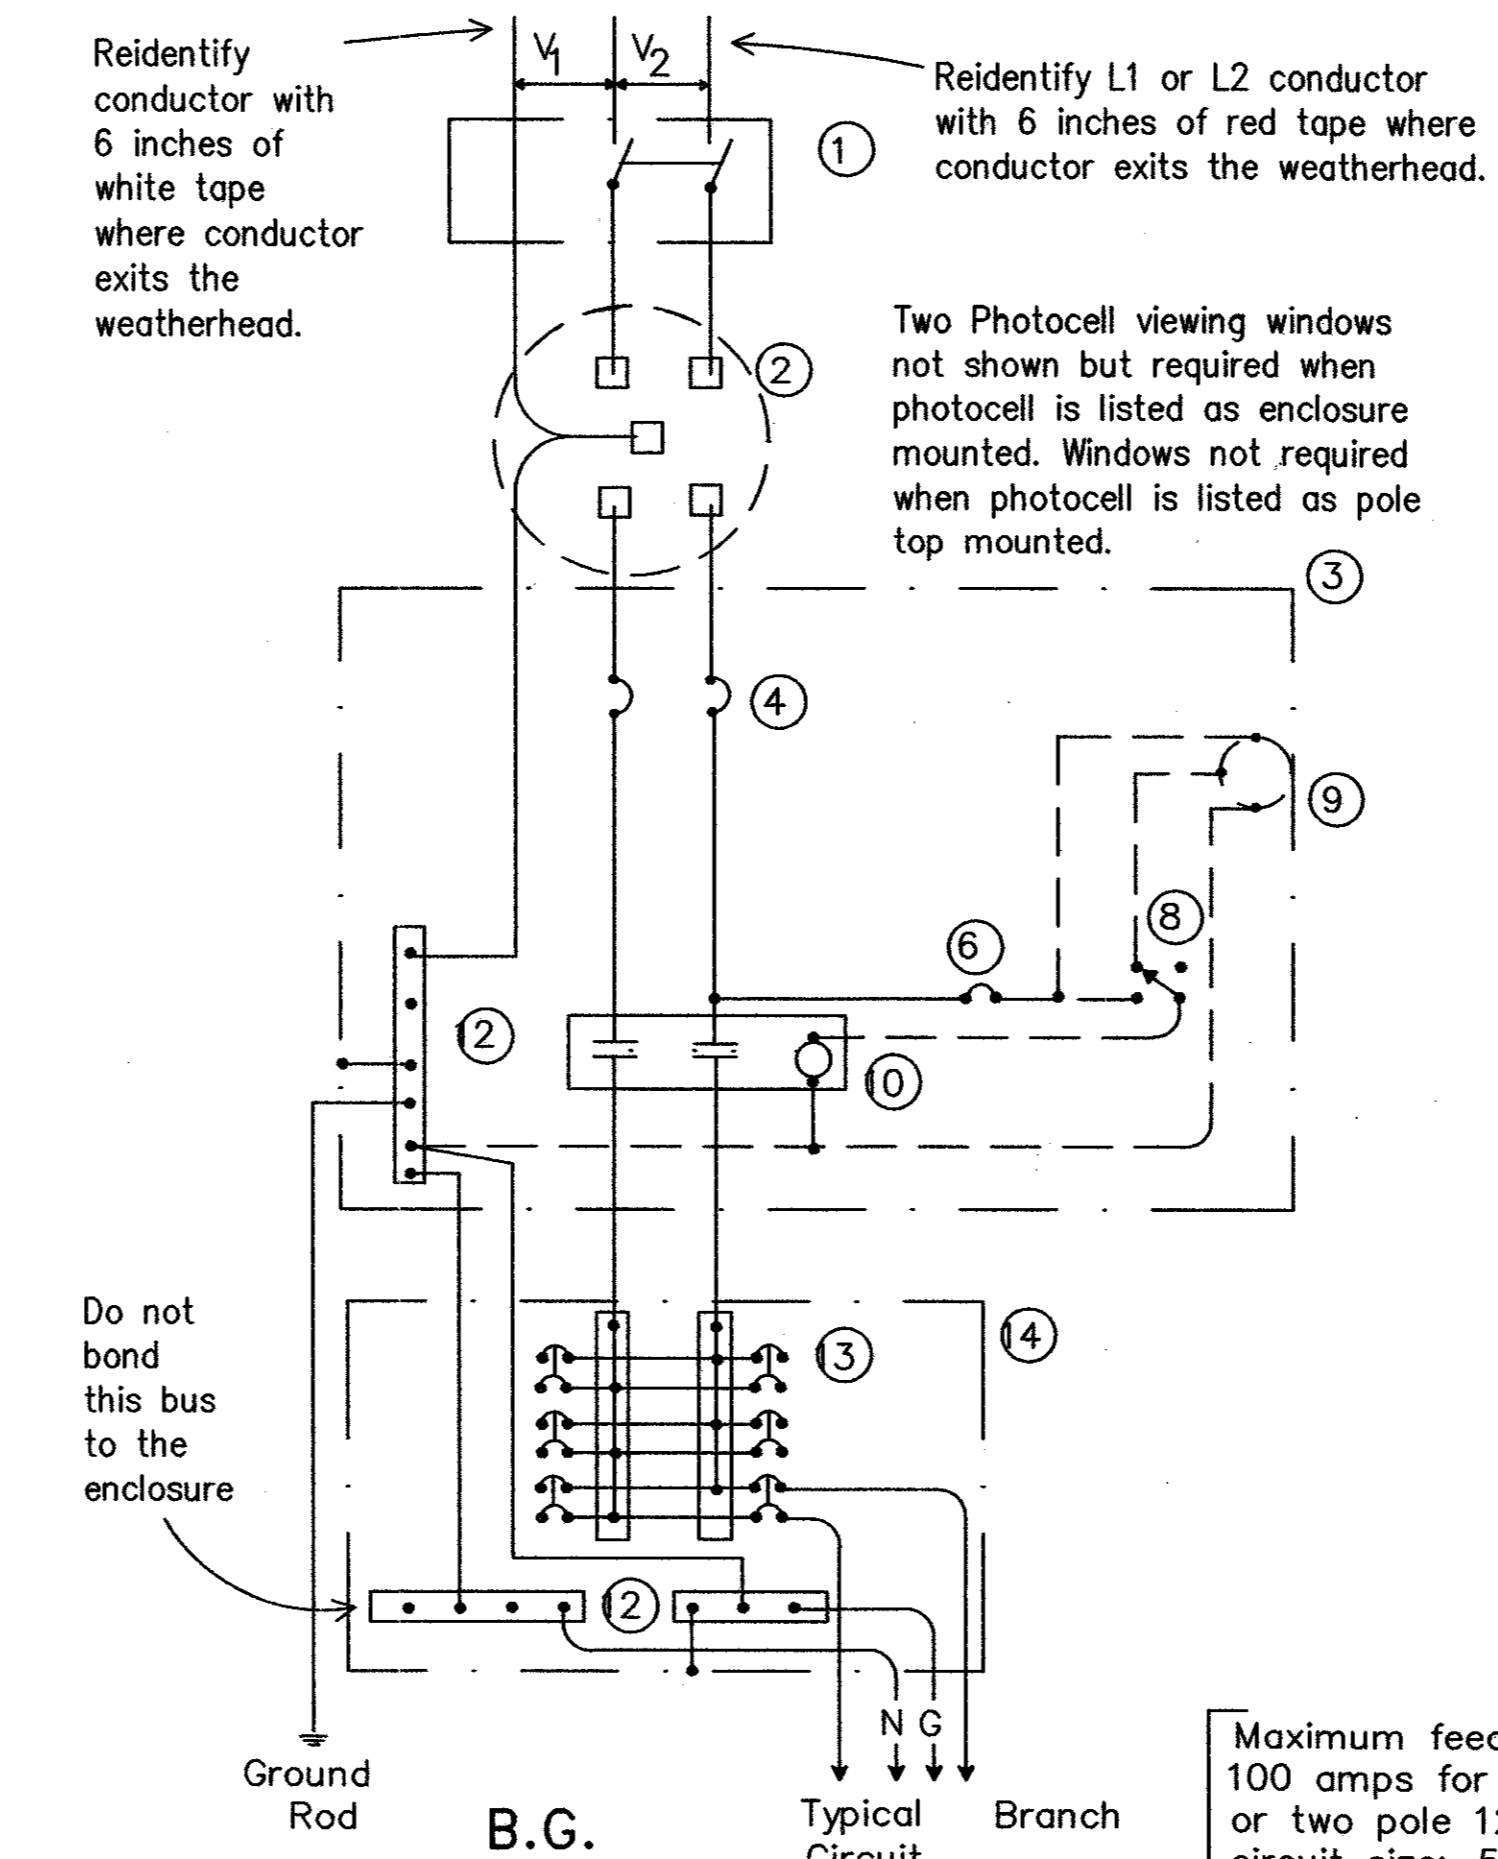 Reidentify
conductor with
6 inches of
white tape
where conductor
exits the
weatherhead.
V1
V2
Reidentify L1 or L2 conductor
with 6 inches of red tape where
conductor exits the weatherhead.
1
2
Two Photocell viewing windows
not shown but required when
photocell is listed as enclosure
mounted. Windows not required
when photocell is listed as pole
top mounted.
3
4
9
8
6
12
10
Do not
bond
this bus
to the
enclosure
13
14
12
N G
Ground
Rod
B.G.
Typical Branch
Circuit
Maximum
100 amps for
or two pole